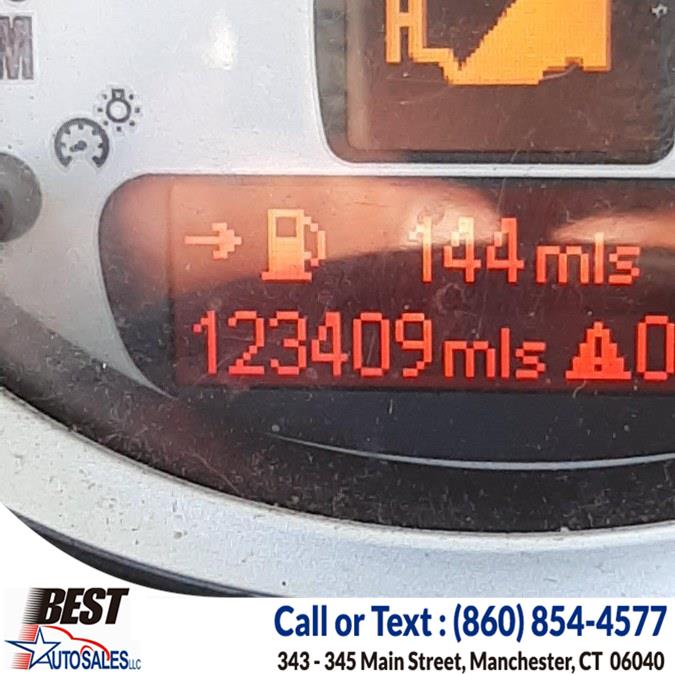 M
H
144 mls
123409 mls 0
BEST
AUTO SALES LLC
Call or Text : (860) 854-4577
343 - 345 Main Street, Manchester, CT 06040